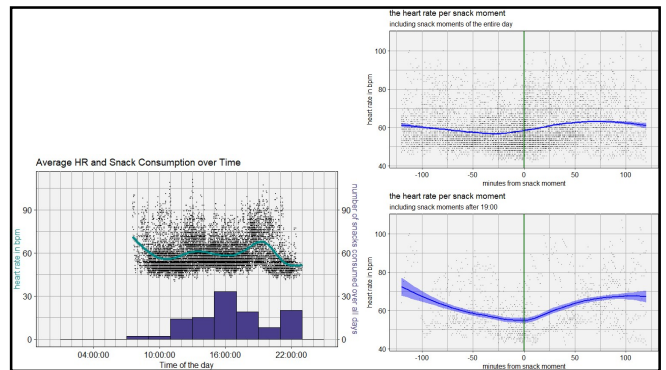 Average HR and Snack Consumption over Time
heart rate in bpm
90
60
30
0
number of snacks consumed over all days
90
60
30
0
04:00:00
10:00:00
16:00:00
22:00:00
Time of the day
the heart rate per snack moment
including snack moments of the entire day
heart rate in bpm
100
80
60
40
-100
-50
0
50
100
minutes from snack moment
the heart rate per snack moment
including snack moments after 19:00
heart rate in bpm
100
80
60
40
-100
-50
0
50
100
minutes from snack moment